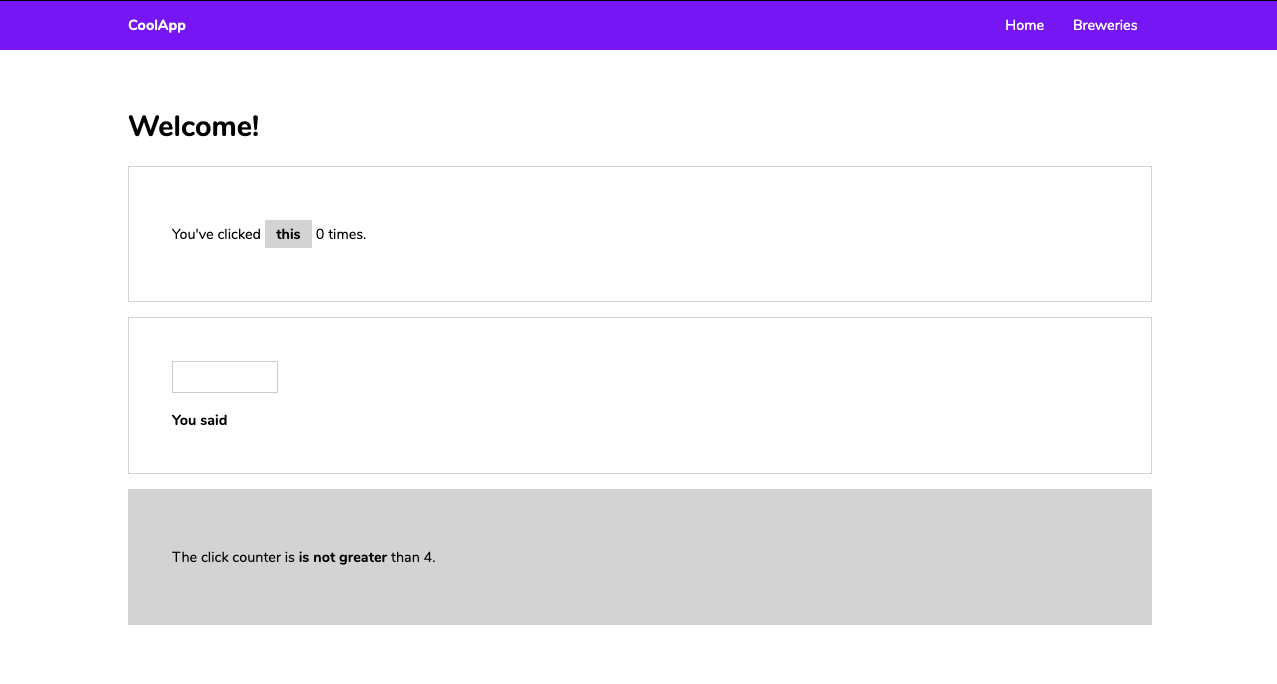 CoolApp Home Breweries
Welcome!
You've clicked this 0 times.
You said
The click counter is is not greater than 4.